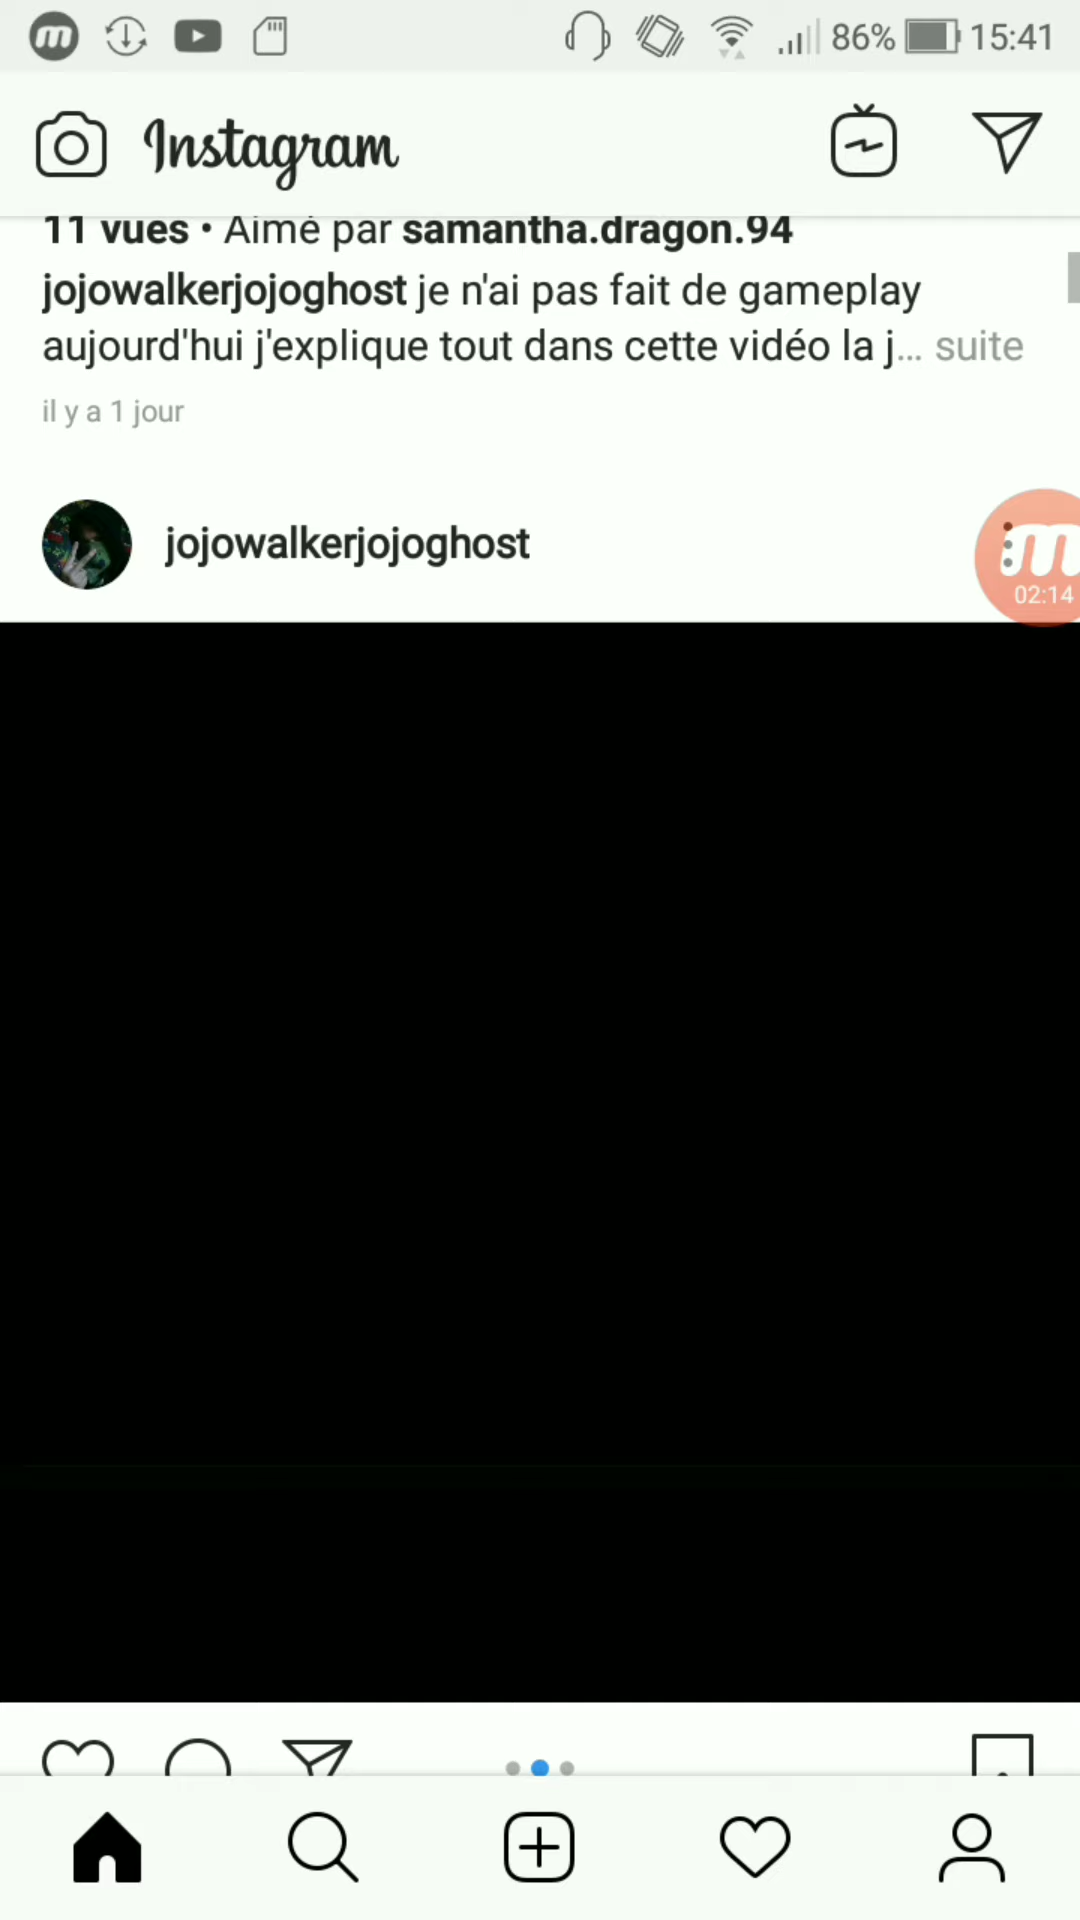 86% 15:41
Instagram
11 vues • Aimé par samantha.dragon.94
jojowalkerjojoghost je n'ai pas fait de gameplay
aujourd'hui j'explique tout dans cette vidéo la j... suite
il y a 1 jour
jojowalkerjojoghost
m
02:14